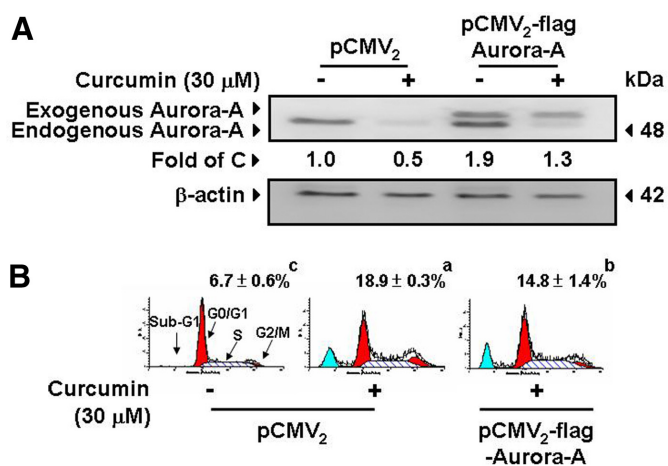 A
pCMV2
pCMV2-flag
Aurora-A
Curcumin (30 μM) - + - + kDa
Exogenous Aurora-A
Endogenous Aurora-A 48
Fold of C 1.0 0.5 1.9 1.3
β-actin 42
B
6.7 ± 0.6% c 18.9 ± 0.3% a 14.8 ± 1.4% b
Sub-G1 G0/G1 S G2/M
Curcumin - + +
(30 μM)
pCMV2 pCMV2-flag
-Aurora-A